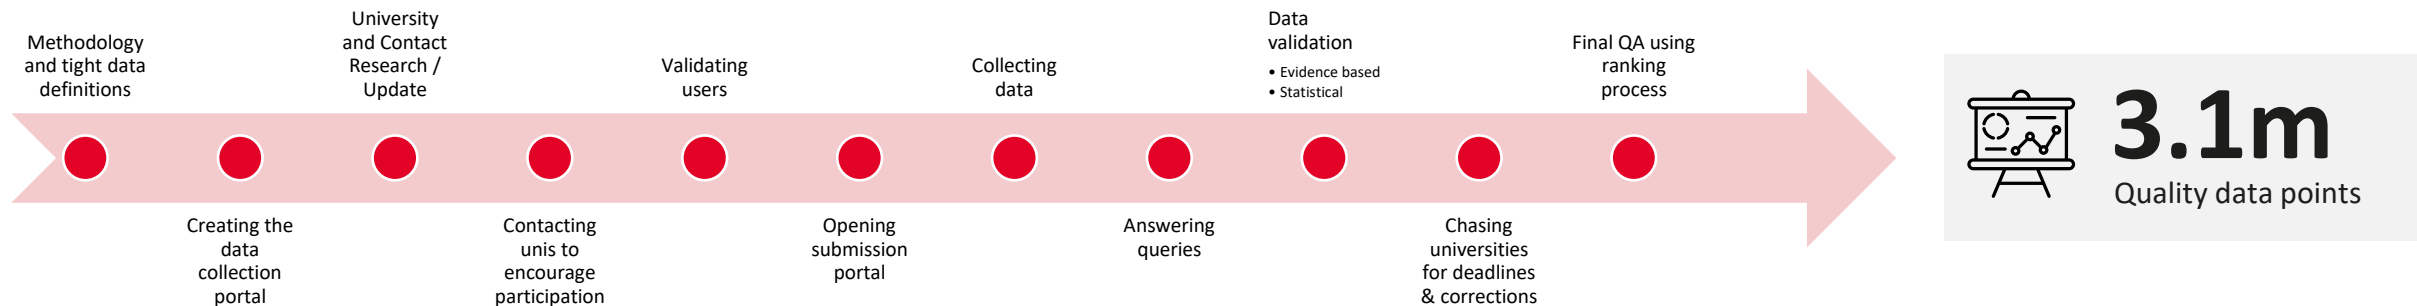 Methodology
and tight data
definitions
Creating the
data
collection
portal
University
and Contact
Research /
Update
Contacting
unis to
encourage
participation
Validating
users
Opening
submission
portal
Collecting
data
Answering
queries
Data
validation
• Evidence based
• Statistical
Chasing
universities
for deadlines
& corrections
Final QA using
ranking
process
3.1m
Quality data points